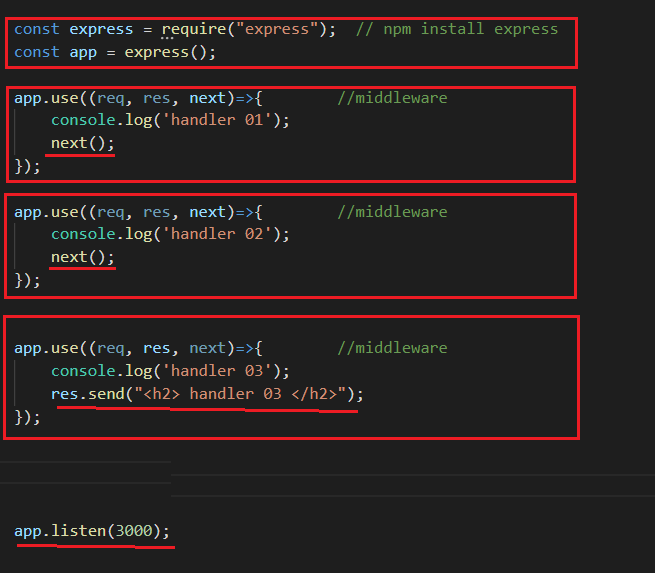 const express = require("express");  // npm install express
const app = express();
app.use((req, res, next)=>{        //middleware
    console.log('handler 01');
    next();
});
app.use((req, res, next)=>{        //middleware
    console.log('handler 02');
    next();
});
app.use((req, res, next)=>{        //middleware
    console.log('handler 03');
    res.send("<h2> handler 03 </h2>");
});
app.listen(3000);